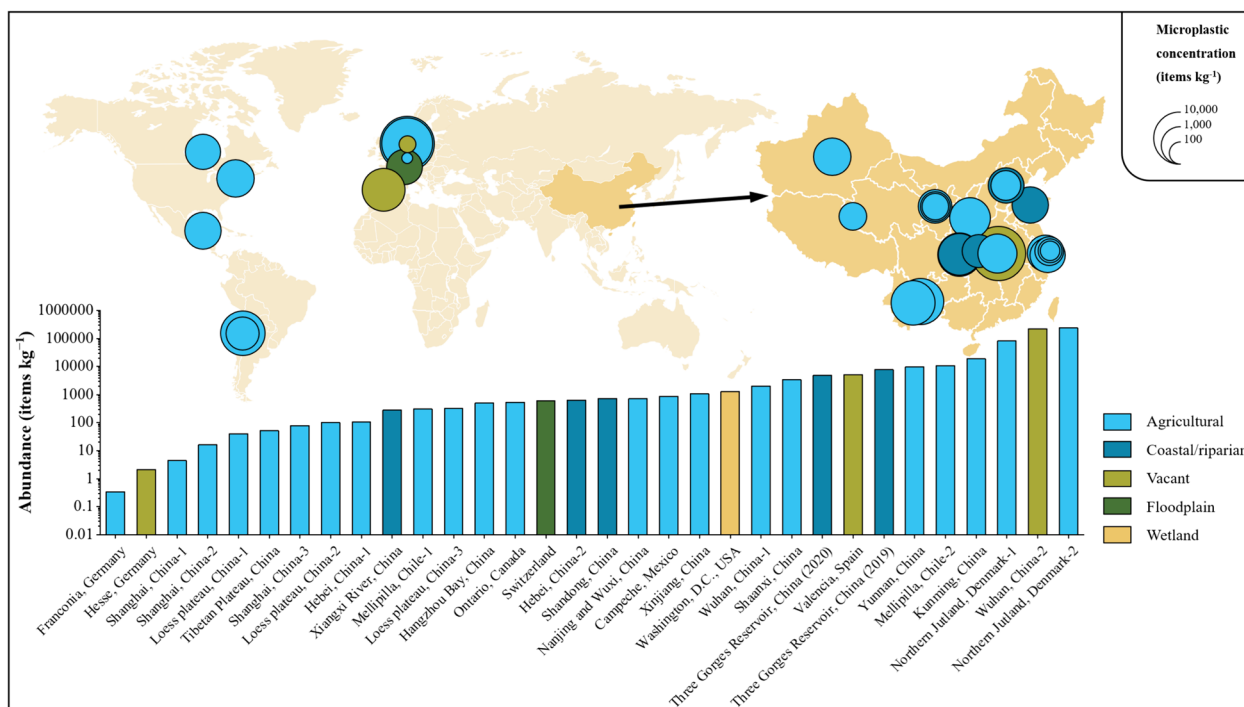 Microplastic
concentration
(items kg⁻¹)
10,000
1,000
100
Abundance (items kg⁻¹)
1000000
100000
10000
1000
100
10
1
0.1
0.01
Agricultural
Coastal/riparian
Vacant
Floodplain
Wetland
Franconia, Germany
Hesse, Germany
Shanghai, China-1
Shanghai, China-2
Loess plateau, China-1
Tibetan Plateau, China
Shanghai, China-3
Loess plateau, China-2
Hebei, China-1
Xiangxi River, China
Mellipilla, Chile-1
Loess plateau, China-3
Hangzhou Bay, China
Ontario, Canada
Switzerland
Hebei, China-2
Shandong, China
Nanjing and Wuxi, China
Campeche, Mexico
Xinjiang, China
Washington, D.C., USA
Wuhan, China-1
Shaanxi, China
Three Gorges Reservoir, China (2020)
Valencia, Spain
Three Gorges Reservoir, China (2019)
Yunnan, China
Mellipilla, Chile-2
Kunming, China
Northern Jutland, Denmark-1
Wuhan, China-2
Northern Jutland, Denmark-2